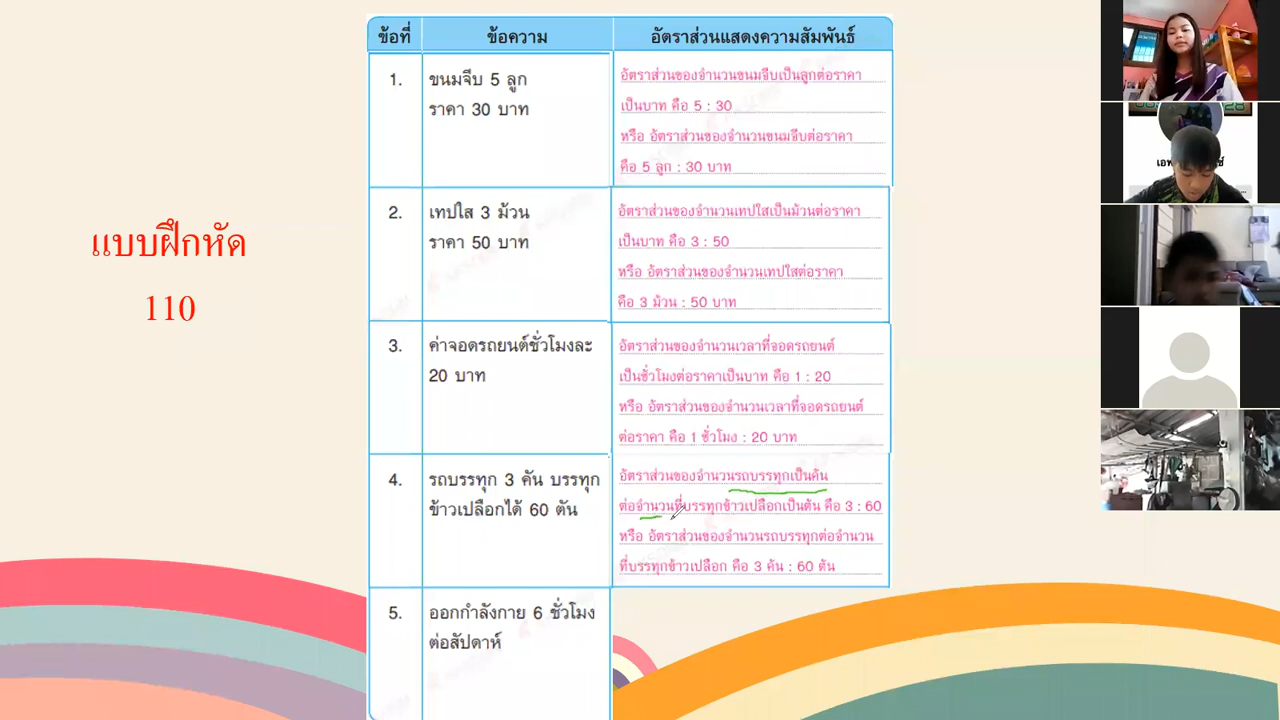 แบบฝึกหัด
110
ข้อที่ ข้อความ อัตราส่วนแสดงความสัมพันธ์
1. ขนมจีบ 5 ลูก
ราคา 30 บาท
อัตราส่วนของจำนวนขนมจีบเป็นลูกต่อราคา
เป็นบาท คือ 5 : 30
หรือ อัตราส่วนของจำนวนขนมจีบต่อราคา
คือ 5 ลูก : 30 บาท
2. เทปใส 3 ม้วน
ราคา 50 บาท
อัตราส่วนของจำนวนเทปใสเป็นม้วนต่อราคา
เป็นบาท คือ 3 : 50
หรือ อัตราส่วนของจำนวนเทปใสต่อราคา
คือ 3 ม้วน : 50 บาท
3. ค่าจอดรถยนต์ชั่วโมงละ
20 บาท
อัตราส่วนของจำนวนเวลาที่จอดรถยนต์
เป็นชั่วโมงต่อราคาเป็นบาท คือ 1 : 20
หรือ อัตราส่วนของจำนวนเวลาที่จอดรถยนต์
ต่อราคา คือ 1 ชั่วโมง : 20 บาท
4. รถบรรทุก 3 คัน บรรทุก
ข้าวเปลือกได้ 60 ตัน
อัตราส่วนของจำนวนรถบรรทุกเป็นคัน
ต่อจำนวนที่บรรทุกข้าวเปลือกเป็นตัน คือ 3 : 60
หรือ อัตราส่วนของจำนวนรถบรรทุกต่อจำนวน
ที่บรรทุกข้าวเปลือก คือ 3 คัน : 60 ตัน
5. ออกกำลังกาย 6 ชั่วโมง
ต่อสัปดาห์